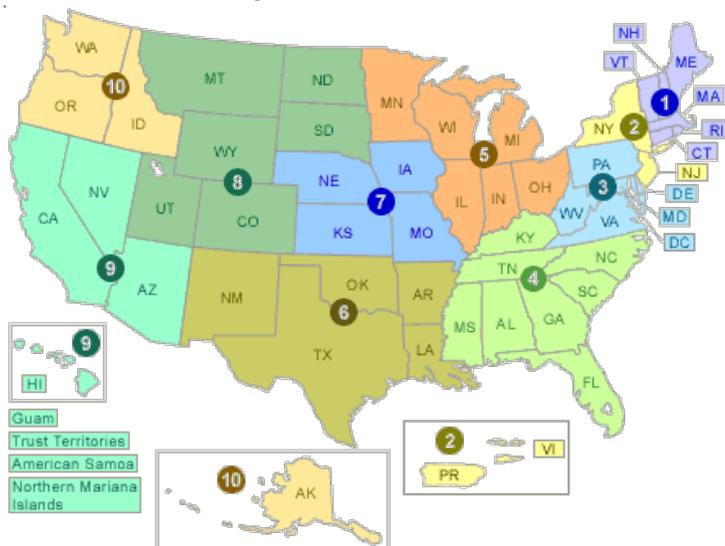 NH
WA
ME
VT
MT
ND
10
MN
MA
1
OR
NY
2
WI
RI
ID
SD
MI
CT
5
WY
PA
NJ
IA
8
NE
3
DE
NV
7
OH
IL
IN
UT
WV
MD
CO
CA
VA
KS
MO
KY
DC
NC
9
TN
4
AZ
OK
SC
NM
AR
6
GA
MS
AL
9
TX
LA
HI
FL
Guam
Trust Territories
2
VI
American Samoa
PR
10
Northern Mariana
Islands
AK